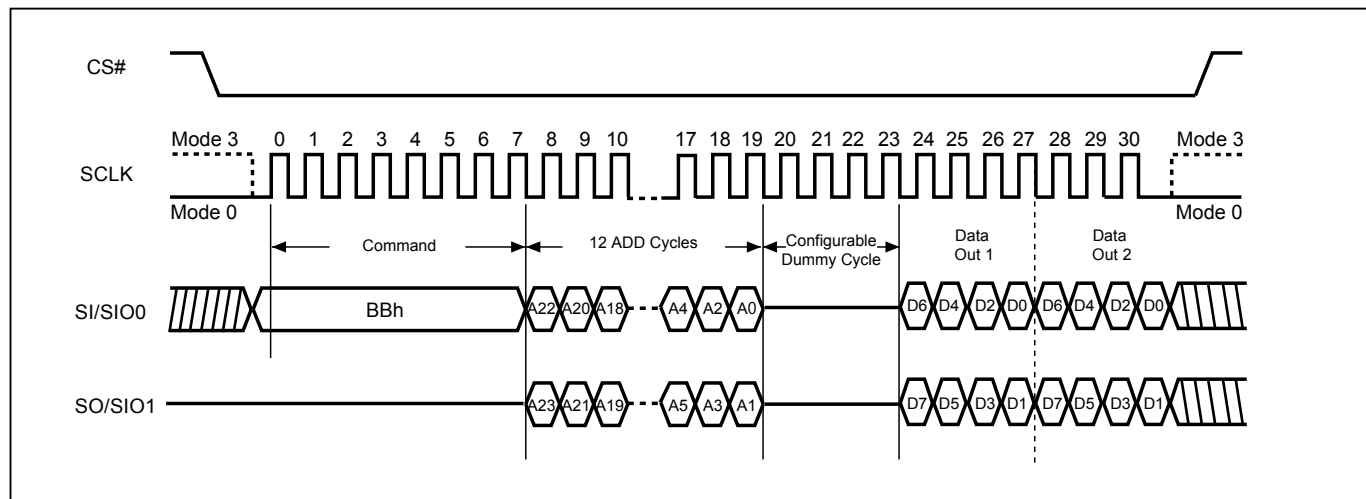 CS#
Mode 3 0 1 2 3 4 5 6 7 8 9 10 17 18 19 20 21 22 23 24 25 26 27 28 29 30 Mode 3
SCLK
Mode 0 Mode 0
Command 12 ADD Cycles Configurable Dummy Cycle Data Out 1 Data Out 2
SI/SIO0 BBh A22 A20 A18 A4 A2 A0 D6 D4 D2 D0 D6 D4 D2 D0
SO/SIO1 A23 A21 A19 A5 A3 A1 D7 D5 D3 D1 D7 D5 D3 D1